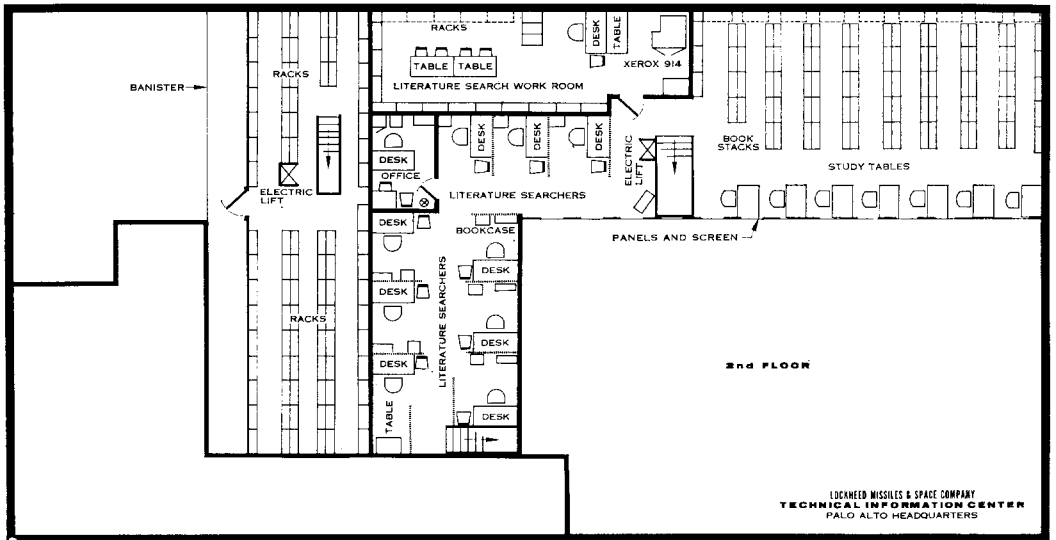 RACKS
DESK
TABLE
RACKS
TABLE TABLE
XEROX 914
BANISTER
LITERATURE SEARCH WORK ROOM
DESK
DESK
DESK
BOOK
STACKS
DESK
OFFICE
ELECTRIC
LIFT
STUDY TABLES
ELECTRIC
LIFT
LITERATURE SEARCHERS
DESK
BOOKCASE
PANELS AND SCREEN
LITERATURE SEARCHERS
DESK
DESK
RACKS
DESK
DESK
2nd FLOOR
TABLE
DESK
LOCKHEED MISSILES & SPACE COMPANY
TECHNICAL INFORMATION CENTER
PALO ALTO HEADQUARTERS